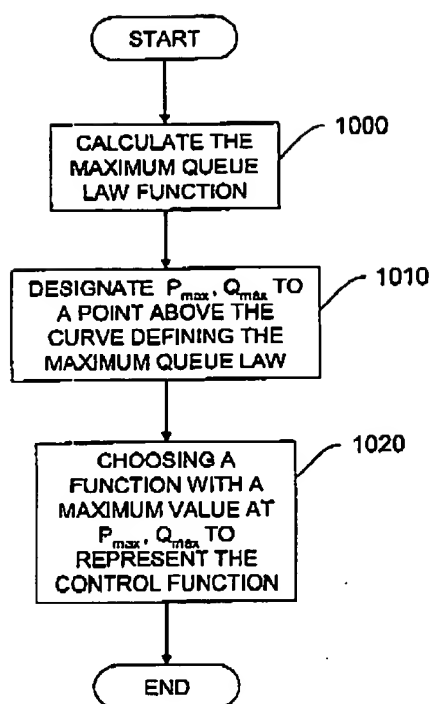 START
CALCULATE THE
MAXIMUM QUEUE
LAW FUNCTION
1000
DESIGNATE Pmax, Qmax TO
A POINT ABOVE THE
CURVE DEFINING THE
MAXIMUM QUEUE LAW
1010
CHOOSING A
FUNCTION WITH A
MAXIMUM VALUE AT
Pmax, Qmax TO
REPRESENT THE
CONTROL FUNCTION
1020
END